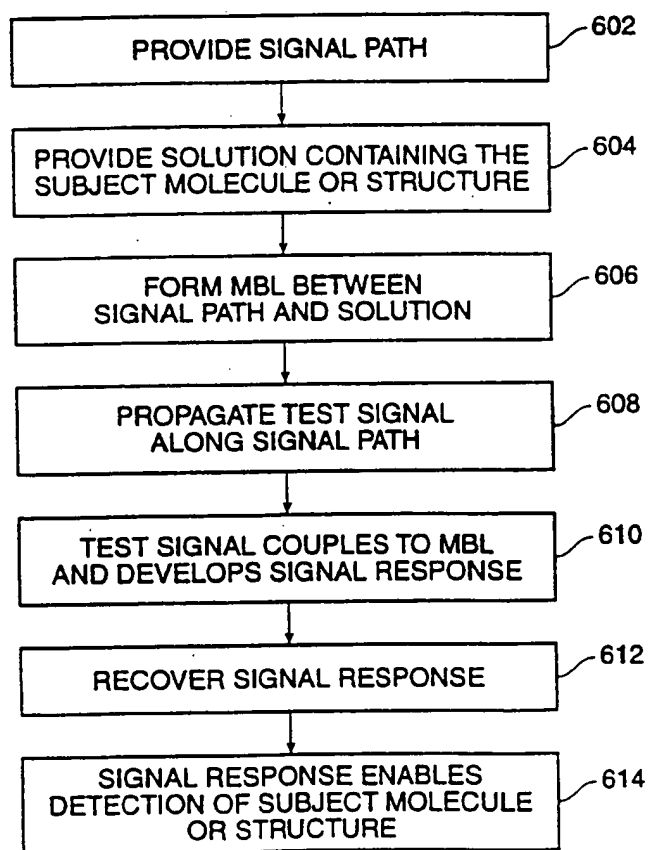 PROVIDE SIGNAL PATH
602
PROVIDE SOLUTION CONTAINING THE
SUBJECT MOLECULE OR STRUCTURE
604
FORM MBL BETWEEN
SIGNAL PATH AND SOLUTION
606
PROPAGATE TEST SIGNAL
ALONG SIGNAL PATH
608
TEST SIGNAL COUPLES TO MBL
AND DEVELOPS SIGNAL RESPONSE
610
RECOVER SIGNAL RESPONSE
612
SIGNAL RESPONSE ENABLES
DETECTION OF SUBJECT MOLECULE
OR STRUCTURE
614